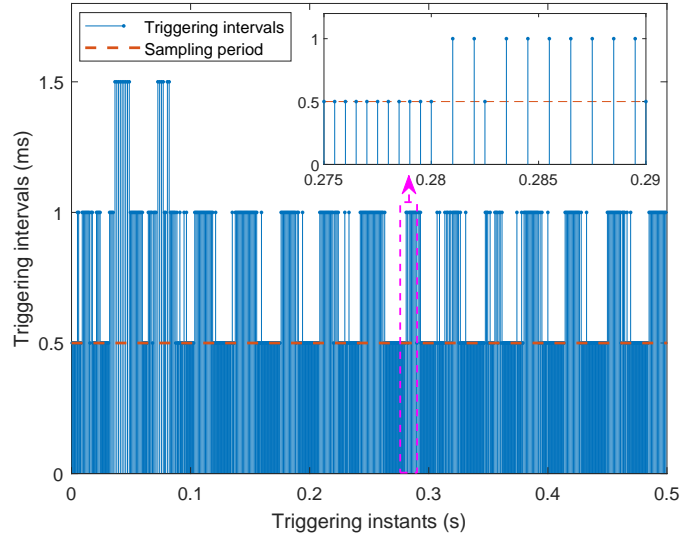 Triggering intervals
Sampling period
1
0.5
0
0.275 0.28 0.285 0.29
1.5
1
0.5
0
0 0.1 0.2 0.3 0.4 0.5
Triggering intervals (ms)
Triggering instants (s)